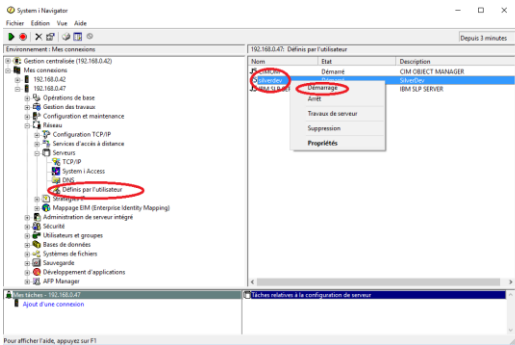 System i Navigator
Fichier Edition Vue Aide
Depuis 3 minutes
Environnement : Mes connexions
192.168.0.47: Définis par l'utilisateur
Gestion centralisée (192.168.0.42)
Mes connexions
192.168.0.42
192.168.0.47
Opérations de base
Gestion des travaux
Configuration et maintenance
Réseau
Configuration TCP/IP
Services d'accès à distance
Serveurs
TCP/IP
System i Access
DNS
Définis par l'utilisateur
Stratégies IP
Mappage EIM (Enterprise Identity Mapping)
Administration de serveur intégré
Sécurité
Utilisateurs et groupes
Bases de données
Systèmes de fichiers
Sauvegarde
Développement d'applications
AFP Manager
Nom Etat Description
Démarré CIM OBJECT MANAGER
silverdev SilverDev
IBM SLP SER IBM SLP SERVER
Démarrage
Arrêt
Travaux de serveur
Suppression
Propriétés
Mes tâches - 192.168.0.47
Ajout d'une connexion
Tâches relatives à la configuration de serveur
Pour afficher l'aide, appuyez sur F1